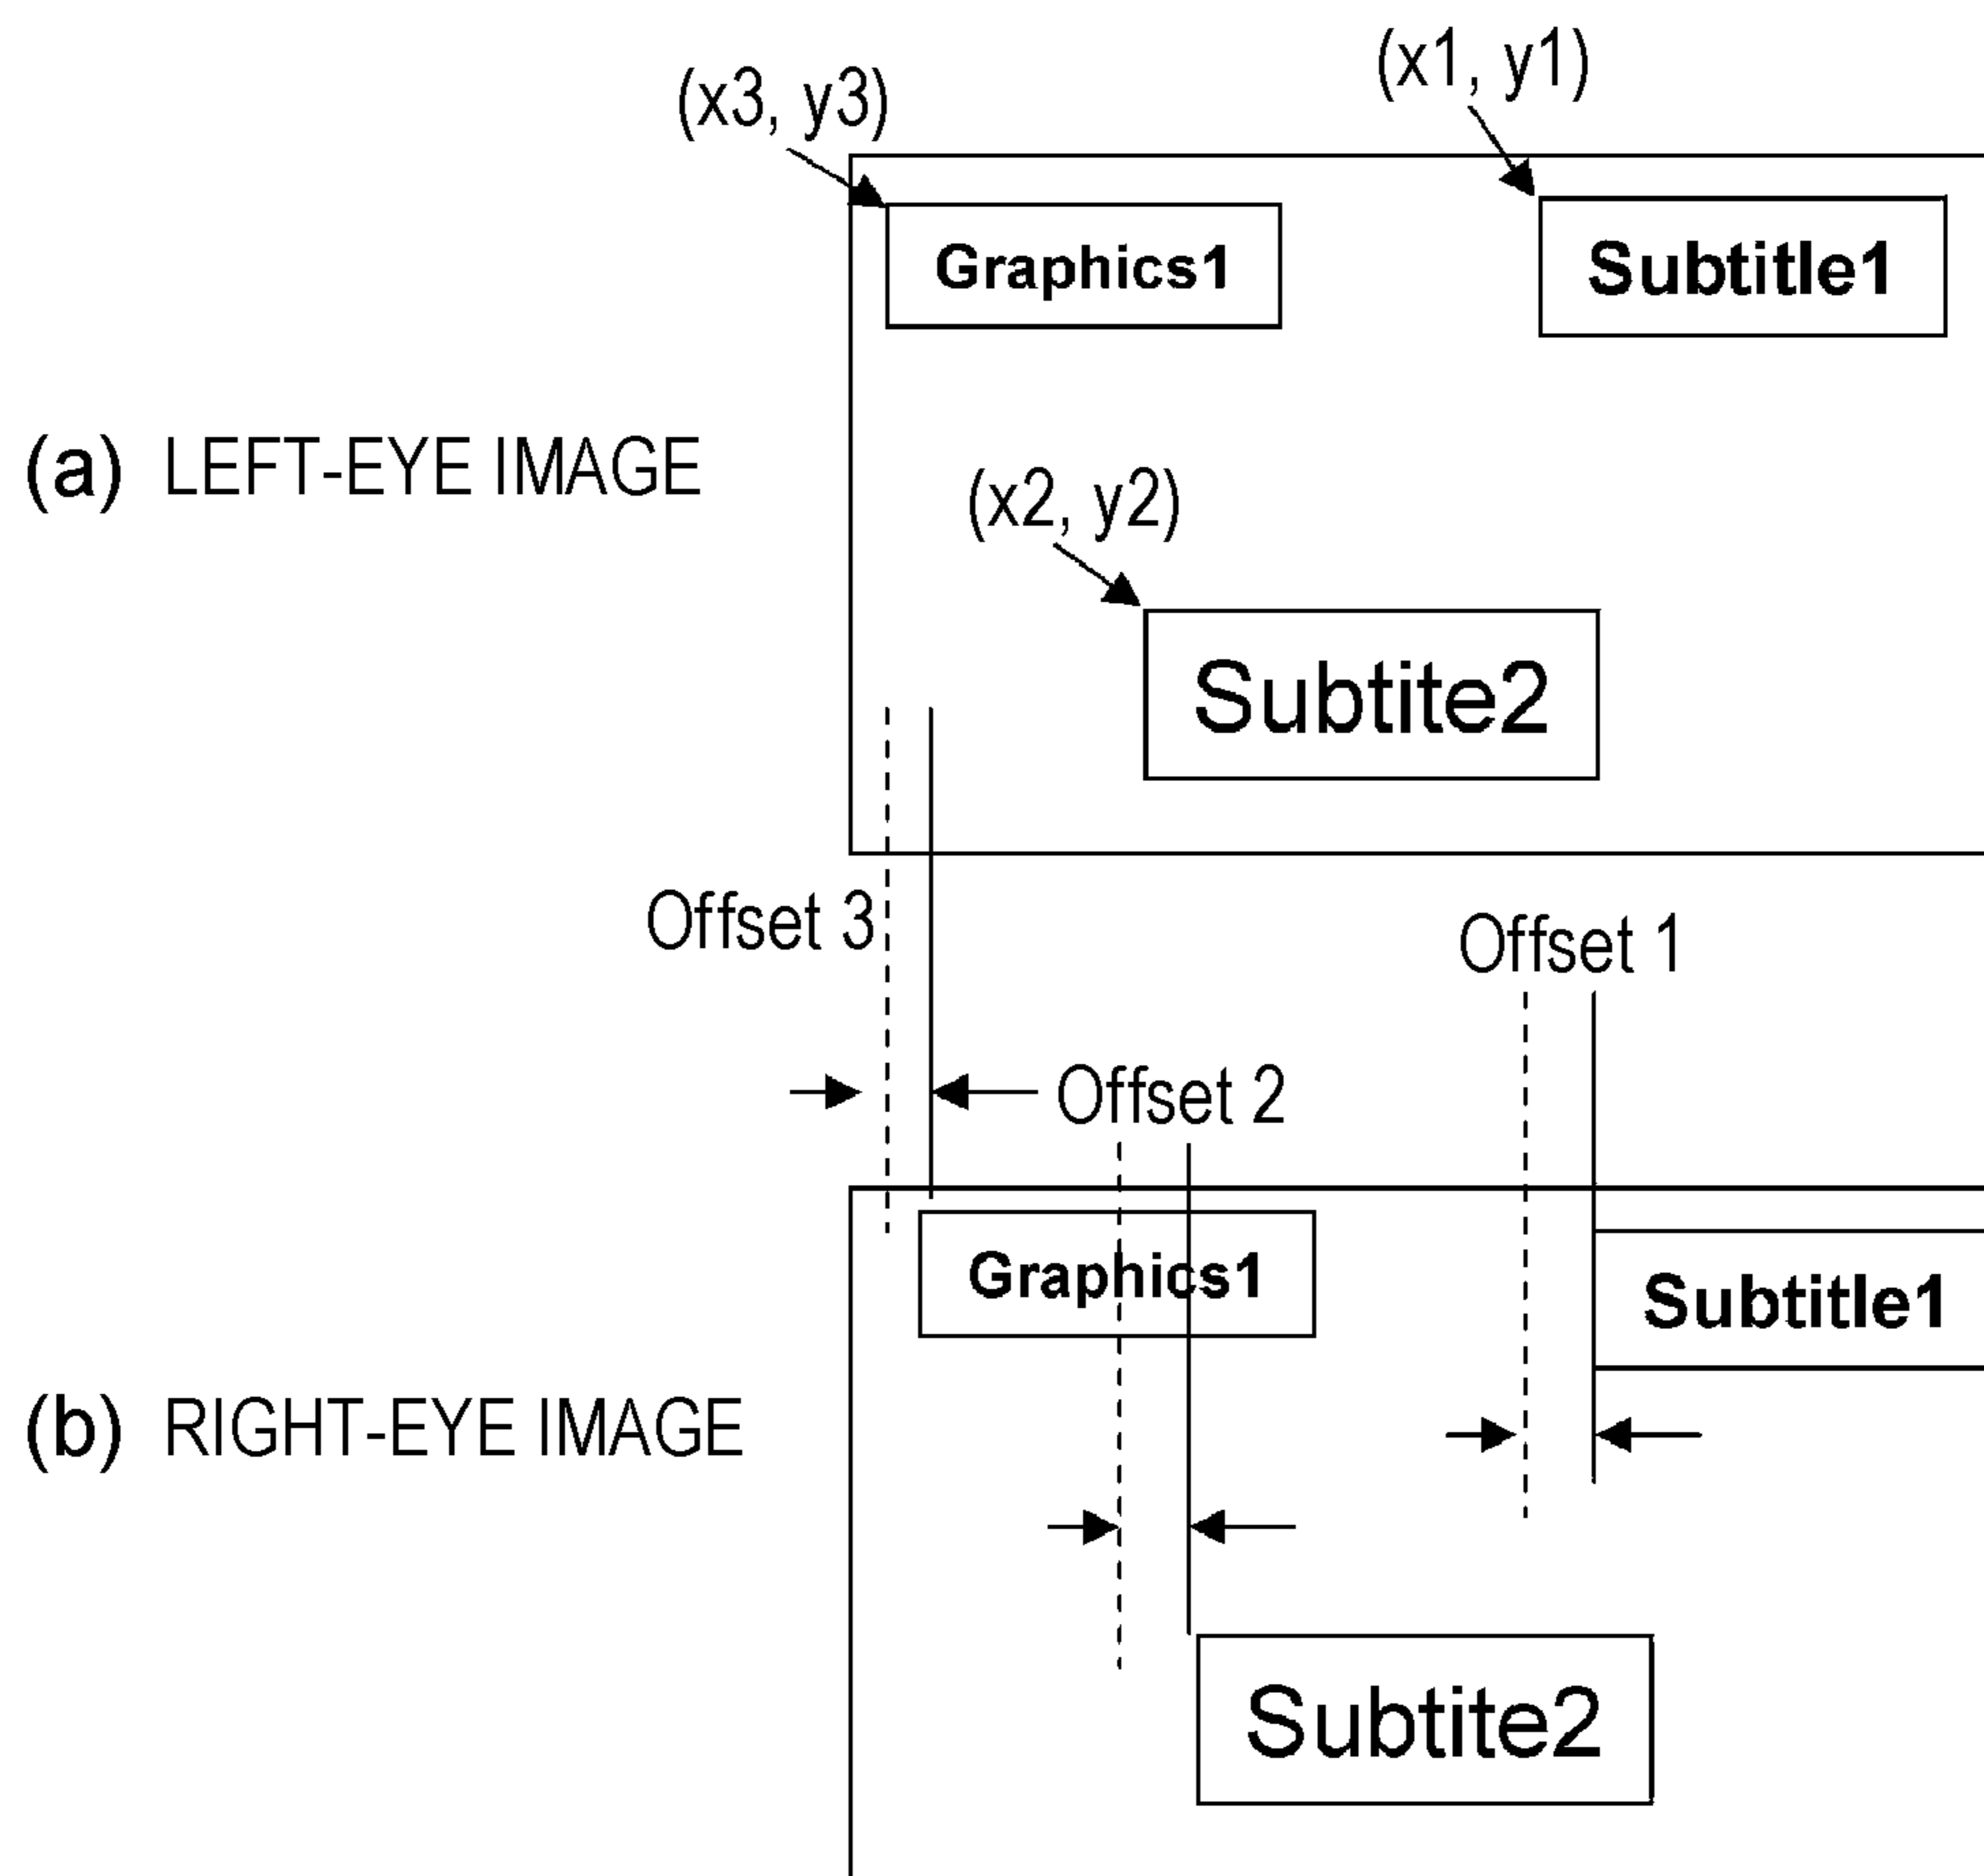 (x1, y1)
(x3, y3)
Graphics1
Subtitle1
(a) LEFT-EYE IMAGE
(x2, y2)
Subtite2
Offset 3
Offset 1
Offset 2
Graphics1
Subtitle1
(b) RIGHT-EYE IMAGE
Subtite2